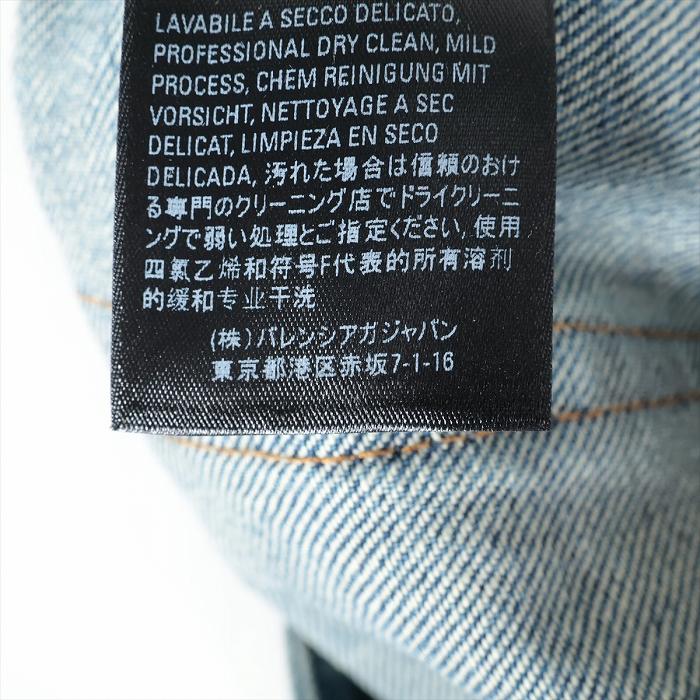 LAVABILE A SECCO DELICATO,
PROFESSIONAL DRY CLEAN, MILD
PROCESS, CHEM REINIGUNG MIT
VORSICHT, NETTOYAGE A SEC
DELICAT, LIMPIEZA EN SECO
DELICADA, 汚れた場合は信頼のおけ
る専門のクリーニング店でドライクリーニ
ングで弱い処理とご指定ください, 使用
四氯乙烯和符号F代表的所有溶剂
的缓和专业干洗
(株) バレンシアガジャパン
東京都港区赤坂7-1-16